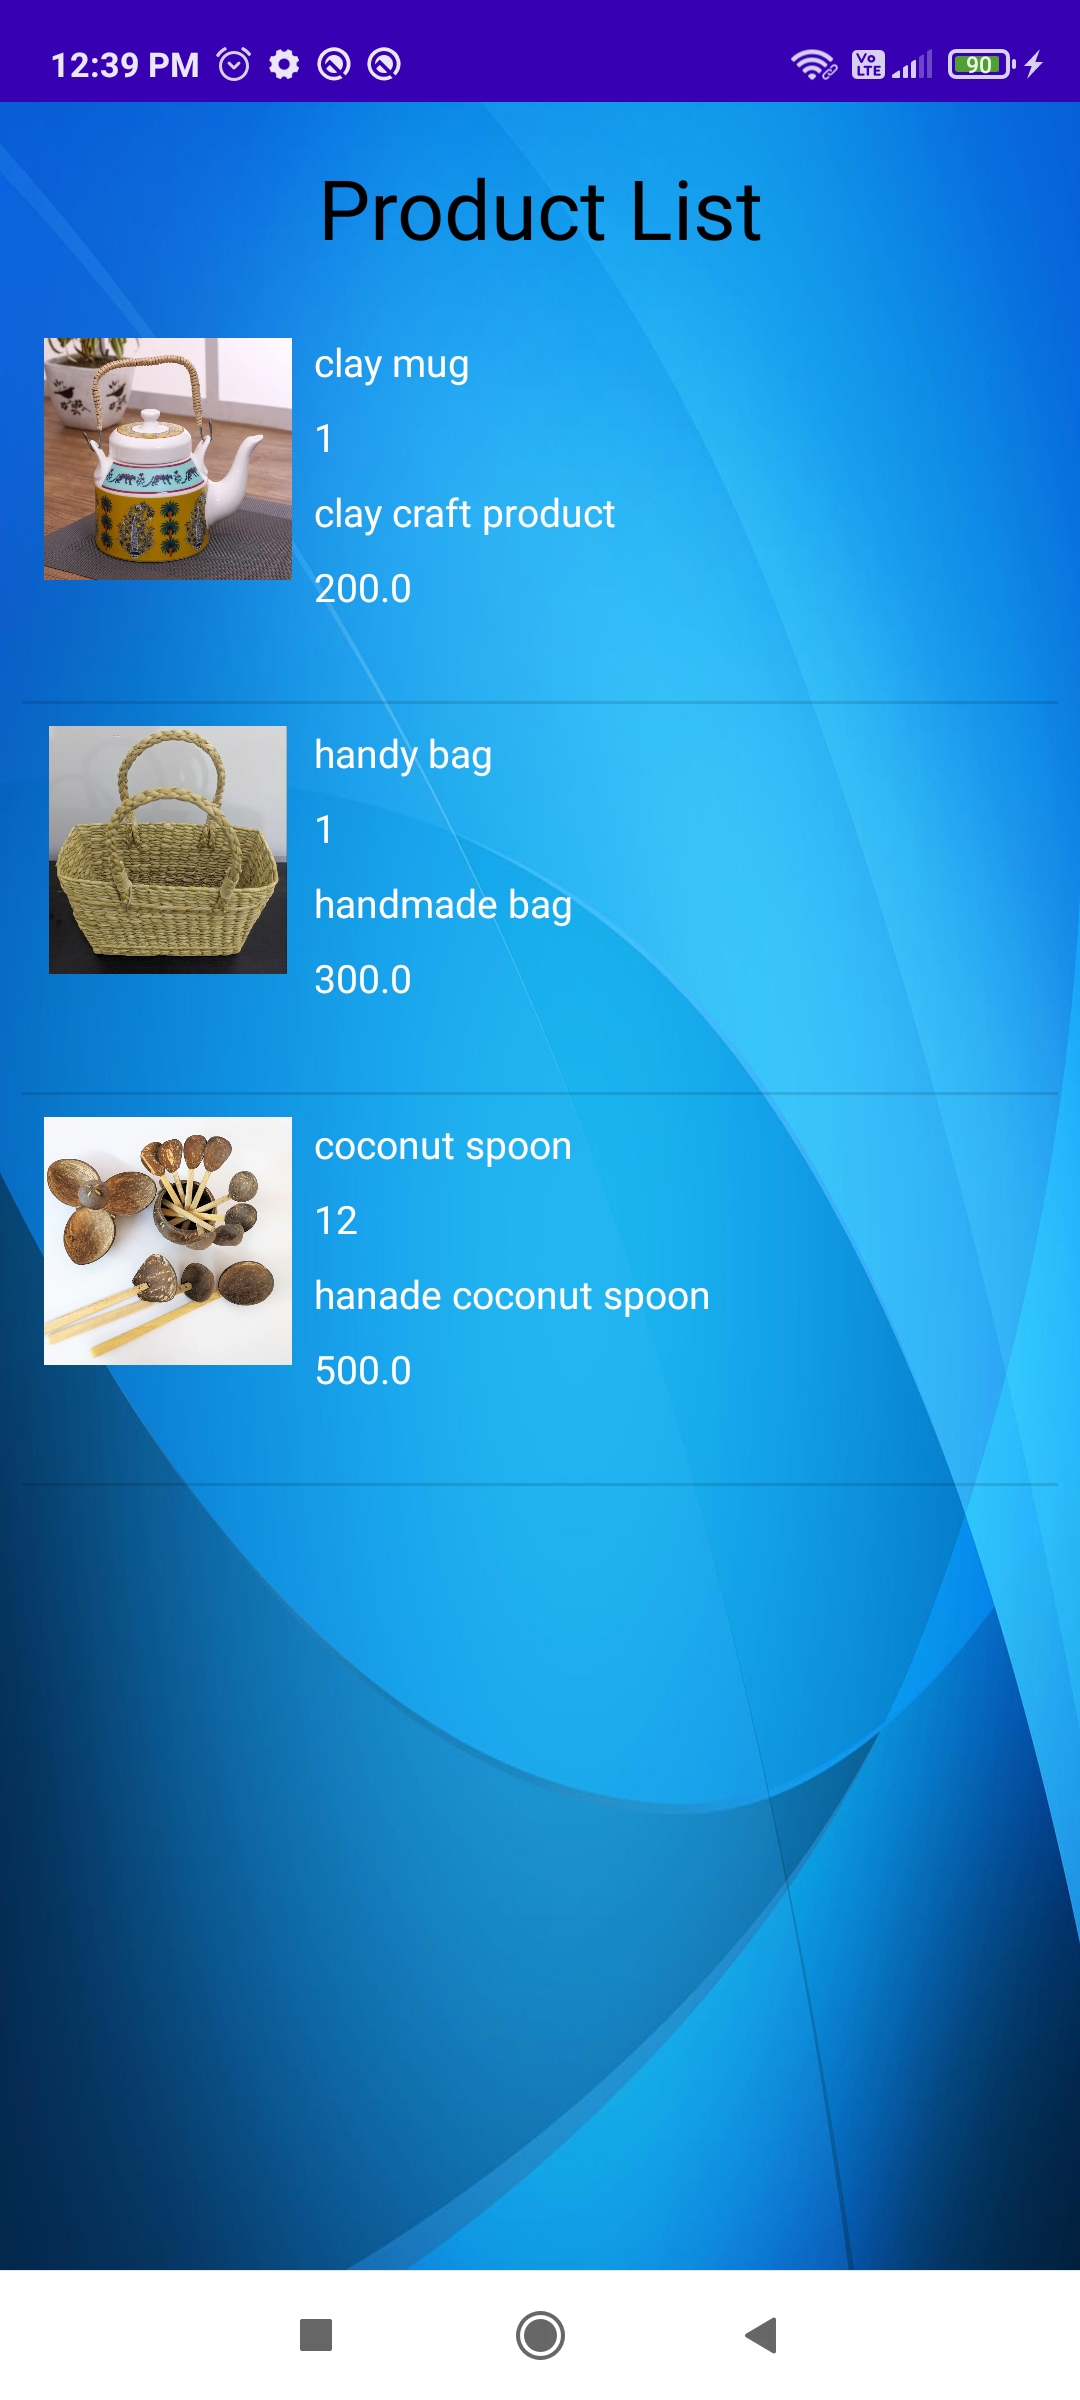 12:39 PM
Vo
LTE
90
Product List
clay mug
1
clay craft product
200.0
handy bag
1
handmade bag
300.0
coconut spoon
12
hanade coconut spoon
500.0